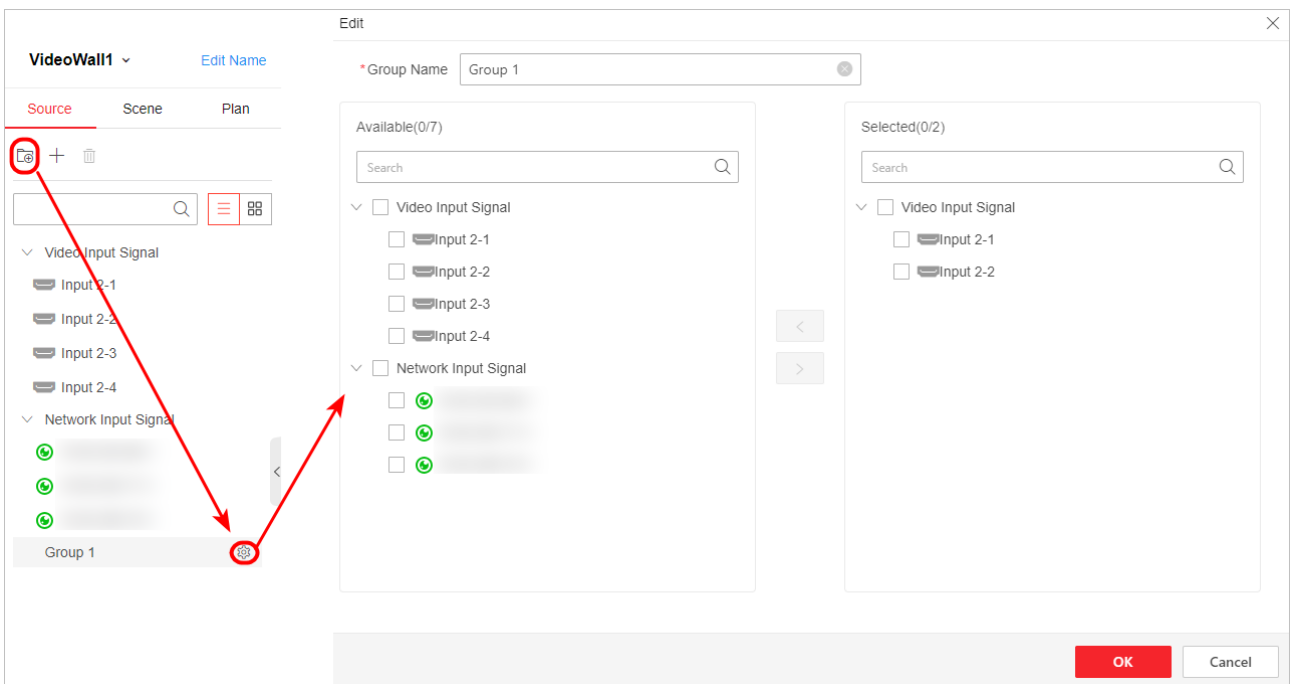 VideoWall1
Edit Name
Source
Scene
Plan
Video Input Signal
Input 2-1
Input 2-2
Input 2-3
Input 2-4
Network Input Signal
Group 1
Edit
*Group Name
Group 1
Available(0/7)
Search
Video Input Signal
Input 2-1
Input 2-2
Input 2-3
Input 2-4
Network Input Signal
Selected(0/2)
Search
Video Input Signal
Input 2-1
Input 2-2
OK
Cancel